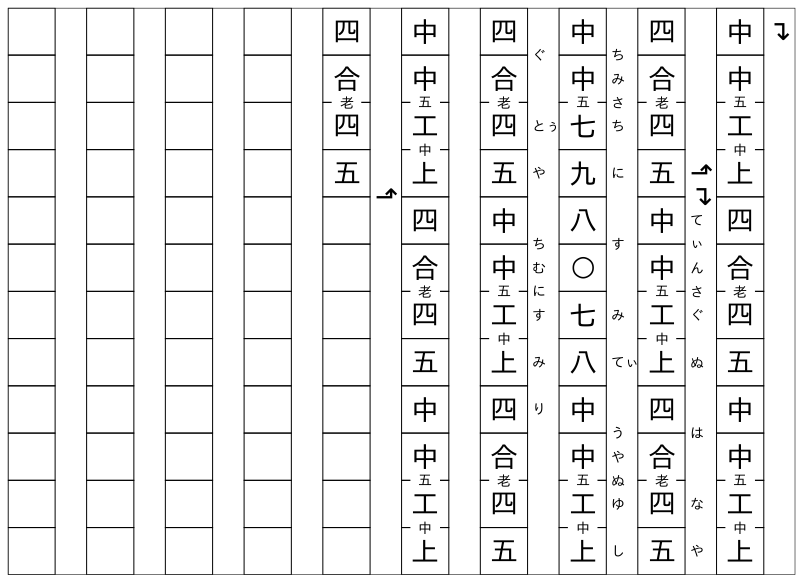 中中五工中上四合老四五中中五工中上
てぃんさぐぬはなや
四合老四五中中五工中上四合老四五
ちみさちにすみてぃうやぬゆし
中中五七九八〇七八中中五工中上
ぐとぅやちむにすみり
四合老四五中中五工中上四合老四五
中中五工中上四合老四五中中五工中上
四合老四五